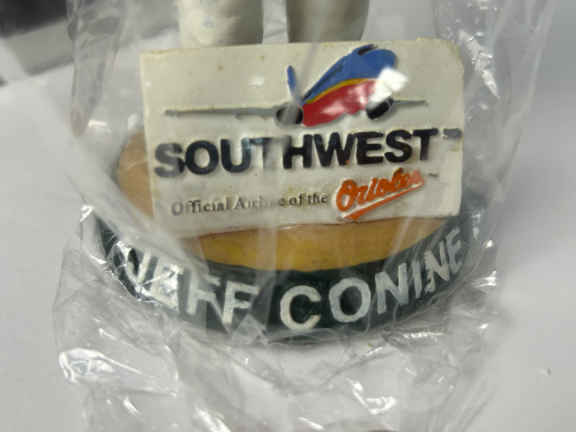 SOUTHWEST
Official Airline of the Orioles
JEFF CONINE